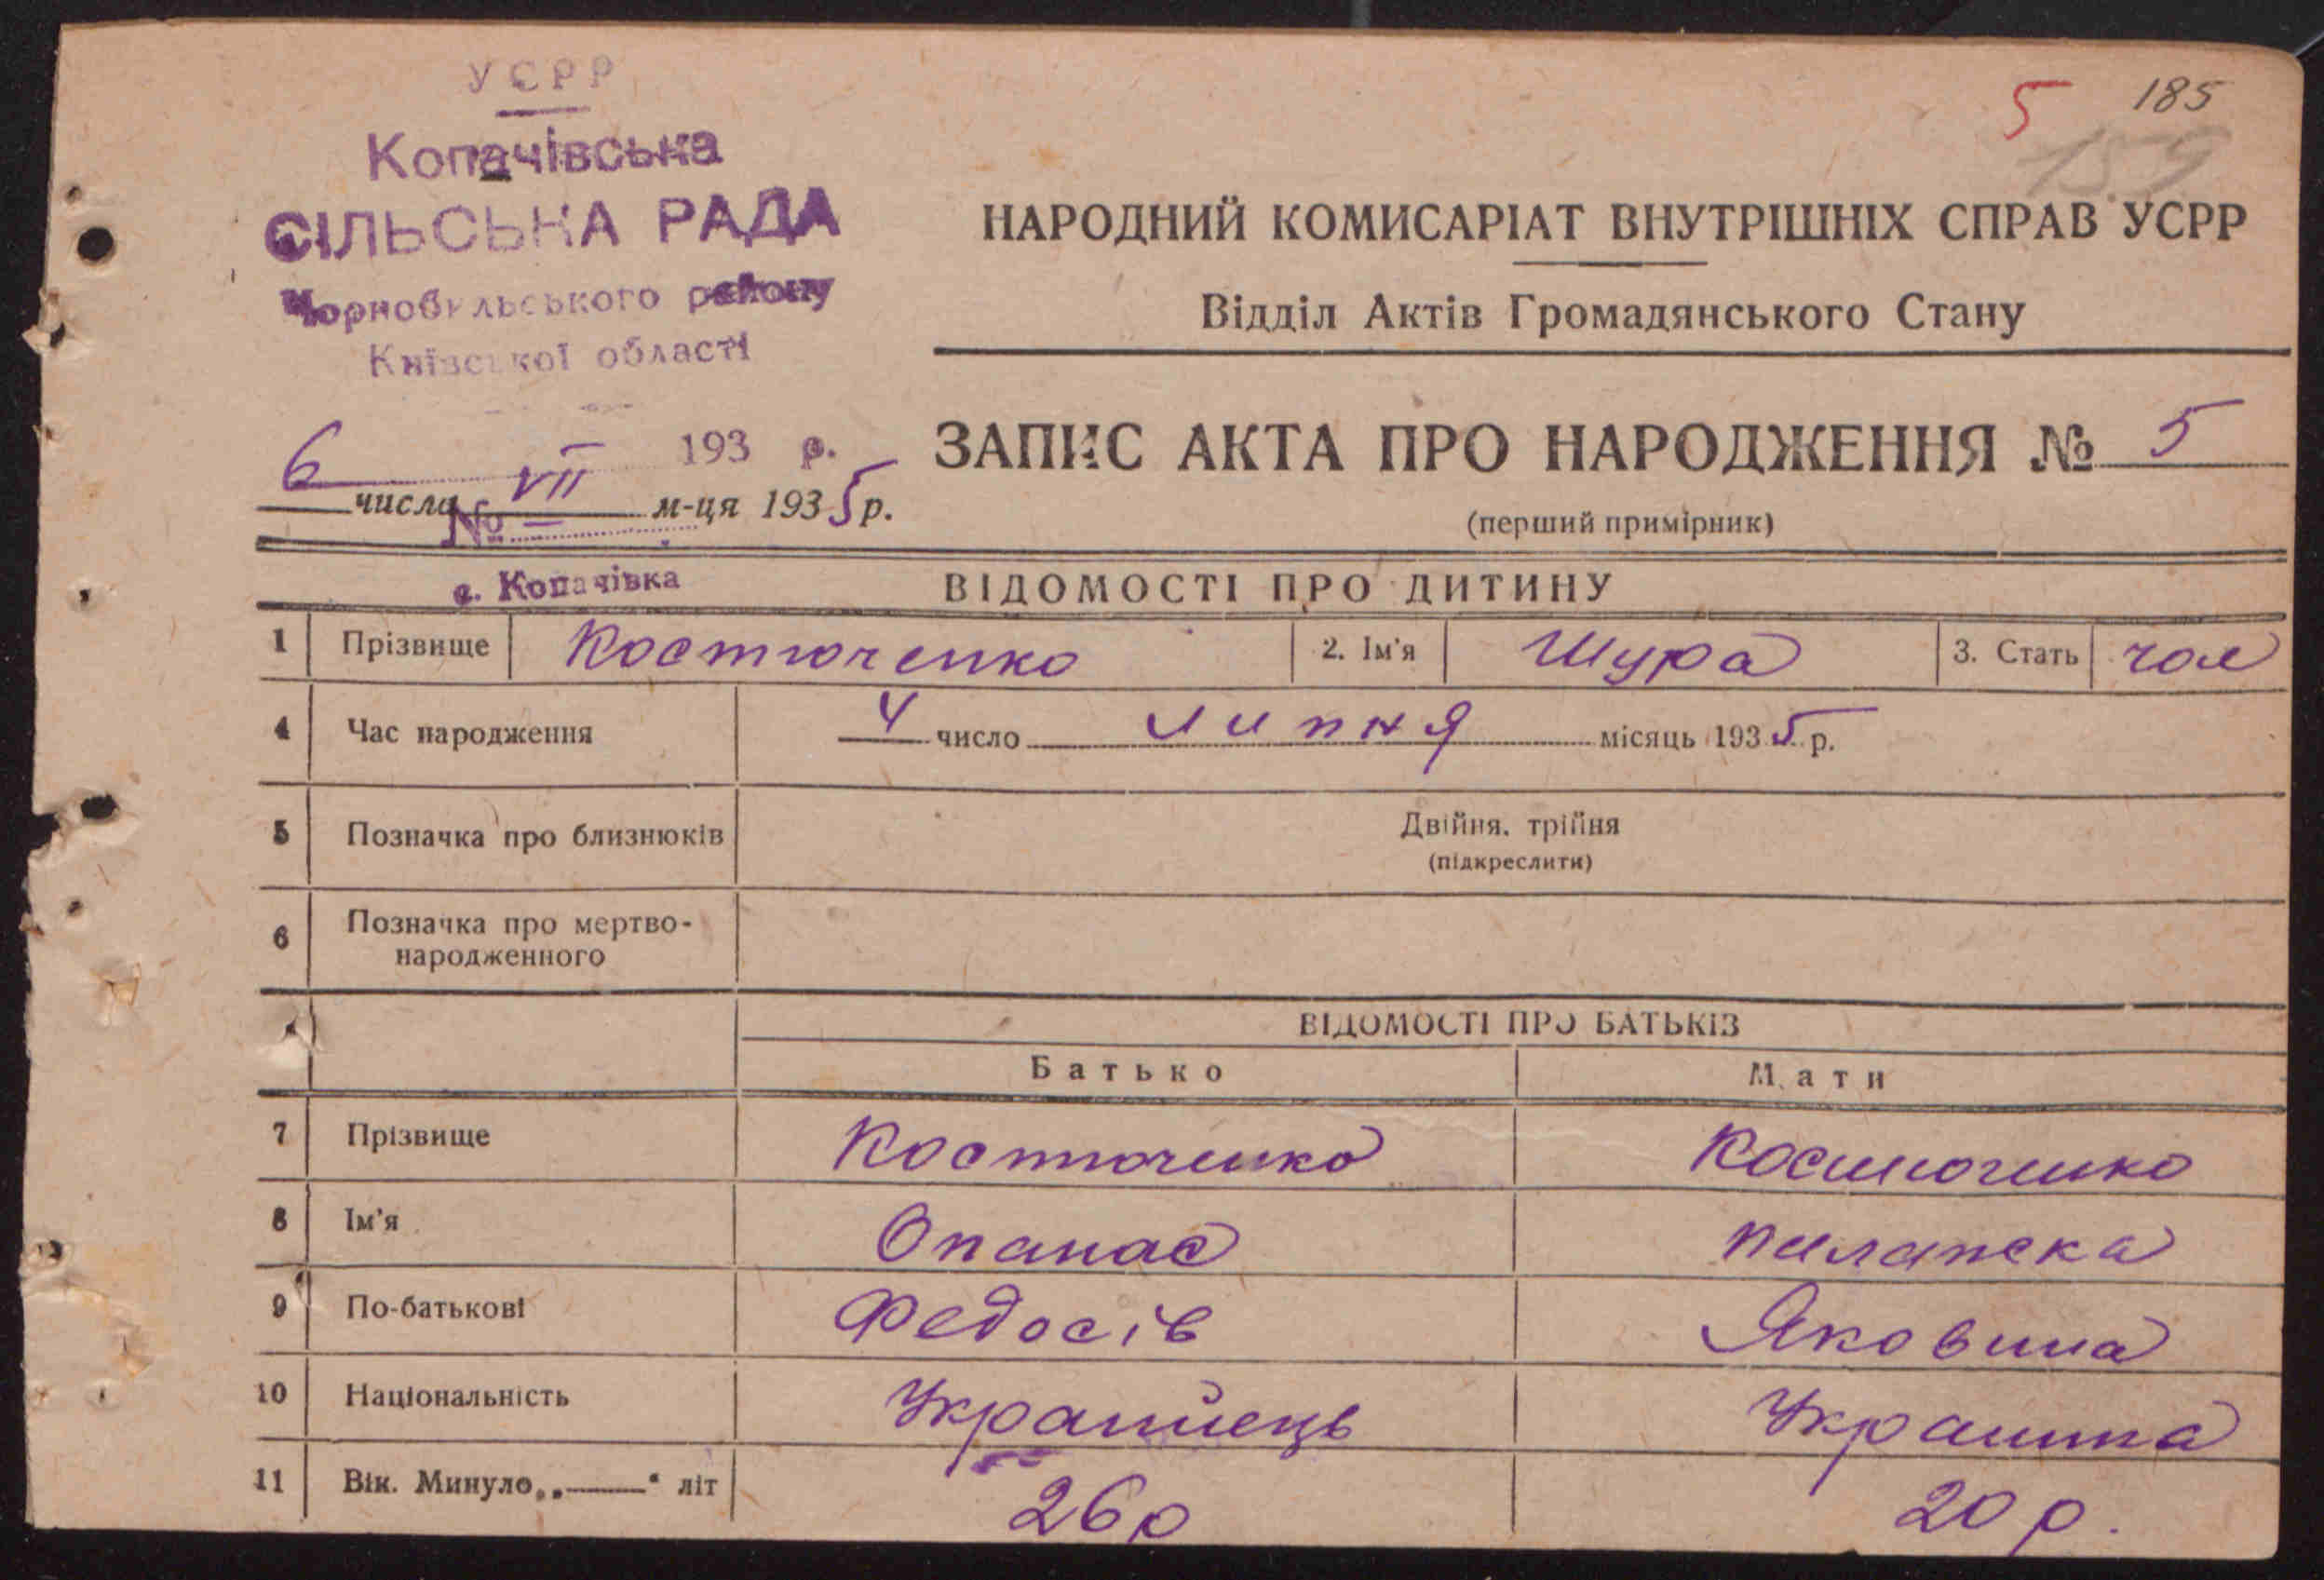 УСРР
5 185
159
Копачівська
СІЛЬСЬКА РАДА
НАРОДНИЙ КОМИСАРІАТ ВНУТРІШНІХ СПРАВ УСРР
Чорнобильського району
Відділ Актів Громадянського Стану
Київської області
193 р.
ЗАПИС АКТА ПРО НАРОДЖЕННЯ № 5
6 числа VII м-ця 1935 р.
№ —
(перший примірник)
с. Копачівка
ВІДОМОСТІ ПРО ДИТИНУ
1 Прізвище Костюченко 2. Ім'я Шура 3. Стать чол
4 Час народження 4 число липня місяць 1935 р.
5 Позначка про близнюків Двійня, трійня
(підкреслити)
6 Позначка про мертво-
народженного
ВІДОМОСТІ ПРО БАТЬКІВ
Батько Мати
7 Прізвище Костюченко Костюченко
8 Ім'я Опанас
9 По-батькові Федосів Яковина
10 Національність Українець Українка
11 Вік. Минуло „——" літ 26 р 20 р.